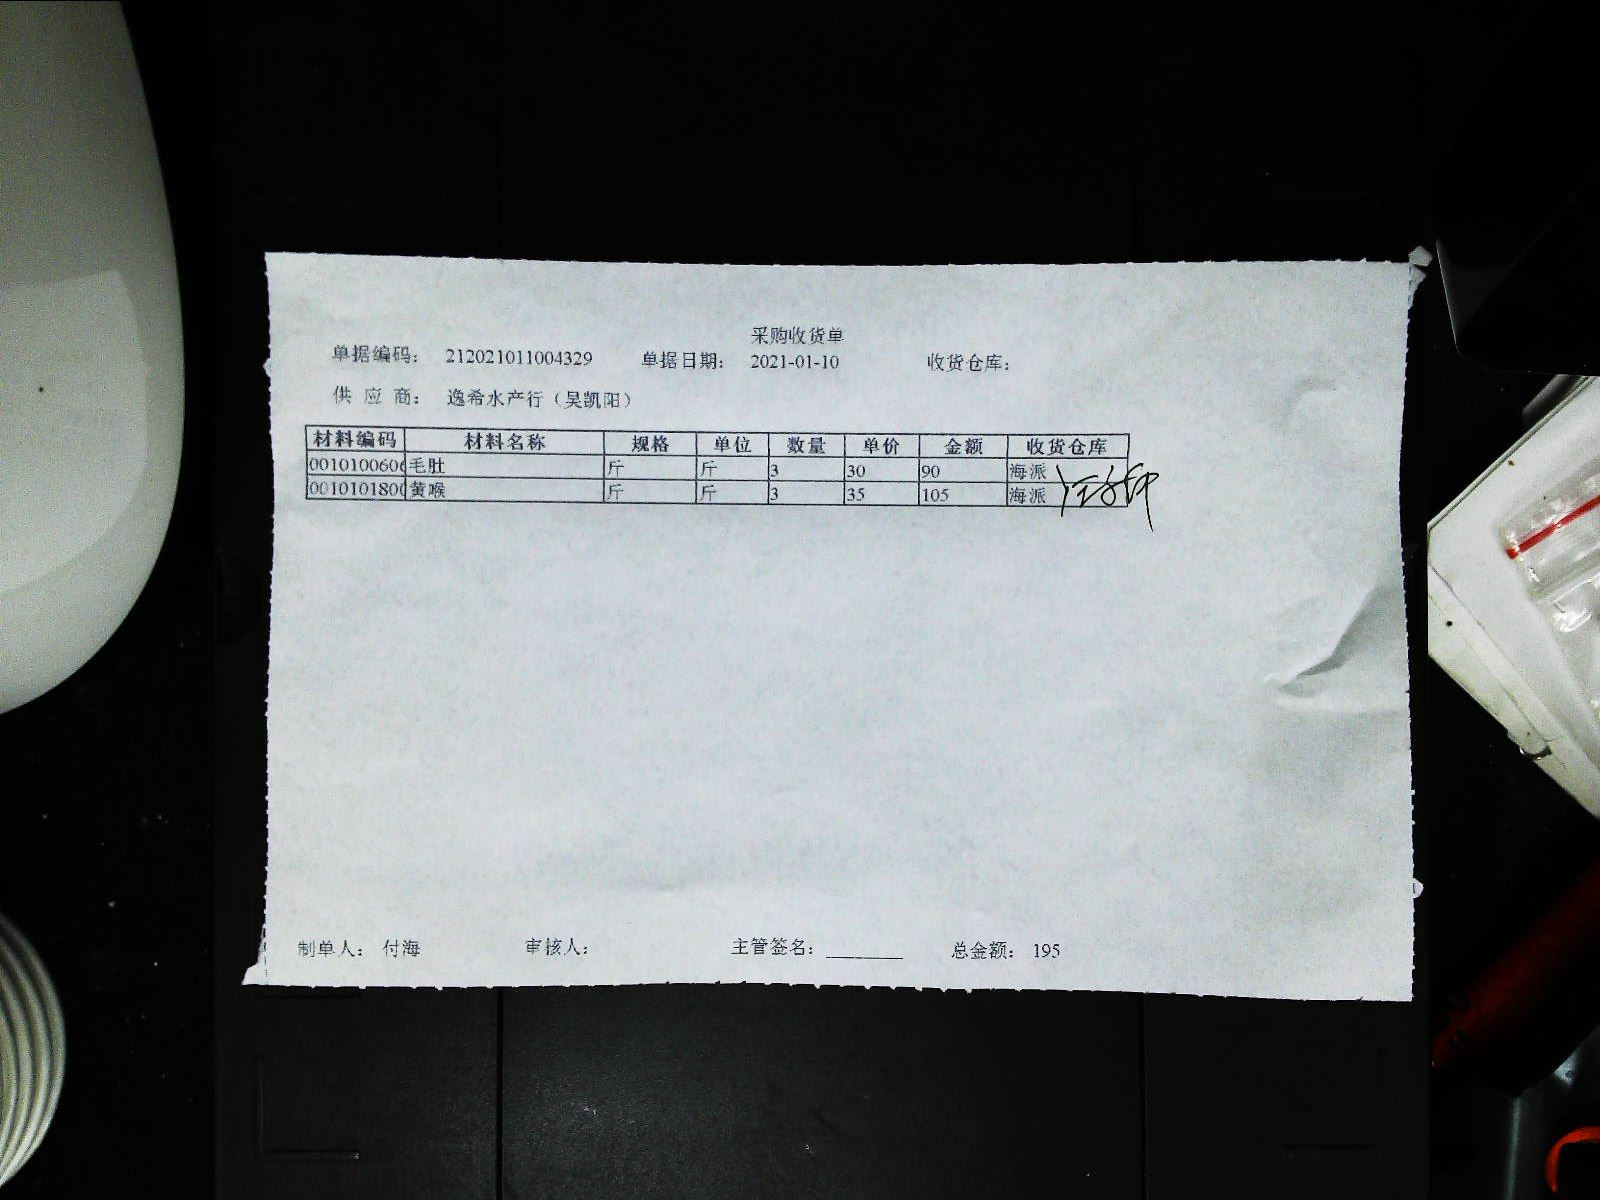 采购收货单
单据编码： 212021011004329 单据日期： 2021-01-10 收货仓库：
供 应 商： 逸希水产行（吴凯阳）
材料编码 材料名称 规格 单位 数量 单价 金额 收货仓库
0010100606 毛肚 斤 斤 3 30 90 海派
0010101800 黄喉 斤 斤 3 35 105 海派
制单人： 付海 审核人： 主管签名： ________ 总金额： 195